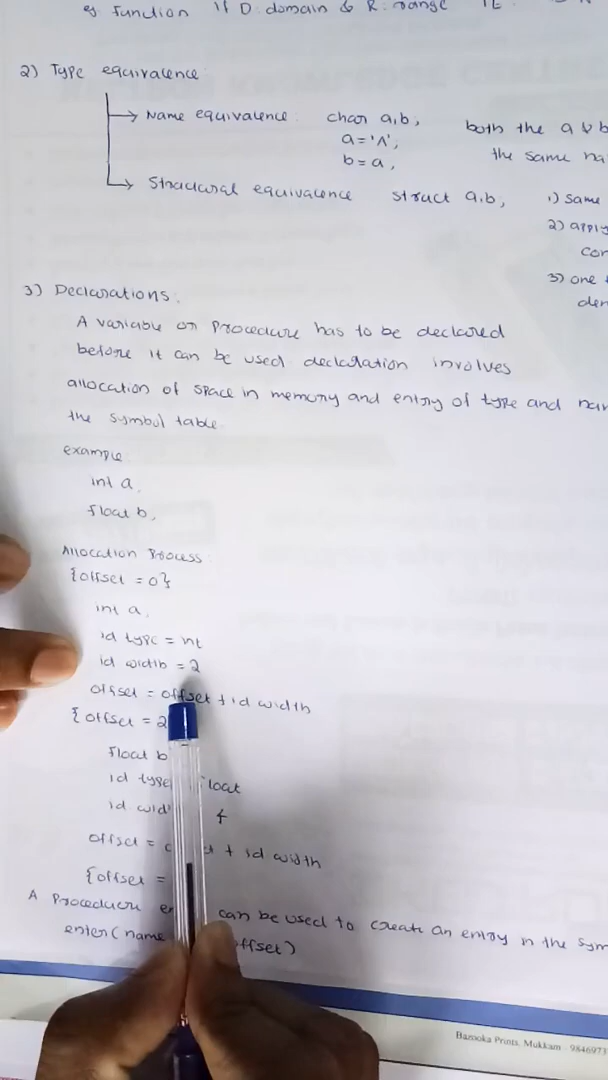 Function if D: domain & R: range
2) Type equivalence:
Name equivalence: char a,b;
a='A';
b=a;
both the a & b
the same
Structural equivalence struct a,b;
1) same
2) apply
3) one
3) Declarations:
A variable or procedure has to be declared
before it can be used. declaration involves
allocation of space in memory and entry of type and
the symbol table.
example
int a;
float b;
Allocation Process:
{offset = 0}
int a;
id type = int
id width = 2
offset = offset + id width
{offset = 2
float b
id type
id
4
offset = + id width
{offset =
A Procedure can be used to create an entry in the
enter(name offset)
Bazooka Prints, Mukkam